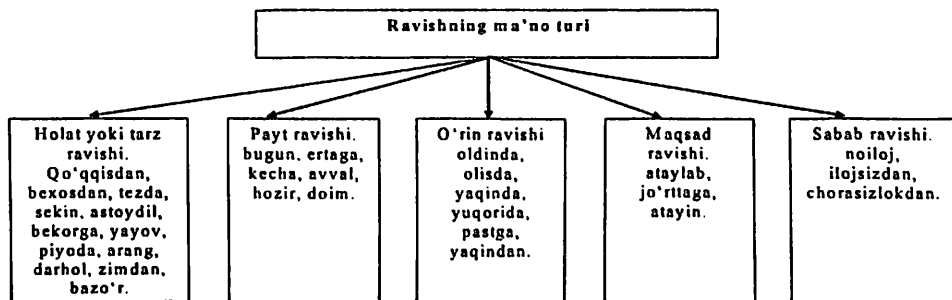 Ravishning ma'no turi
Holat yoki tarz
ravishi.
Qo'qqisdan,
bexosdan, tezda,
sekin, astoydil,
bekorga, yayov,
piyoda, arang,
darhol, zimdan,
bazo'r.
Payt ravishi.
bugun, ertaga,
kecha, avval,
hozir, doim.
O'rin ravishi
oldinda,
olisda,
yaqinda,
yuqorida,
pastga,
yaqindan.
Maqsad
ravishi.
ataylab,
jo'rttaga,
atayin.
Sabab ravishi.
noiloj,
ilojsizdan,
chorasizlokdan.